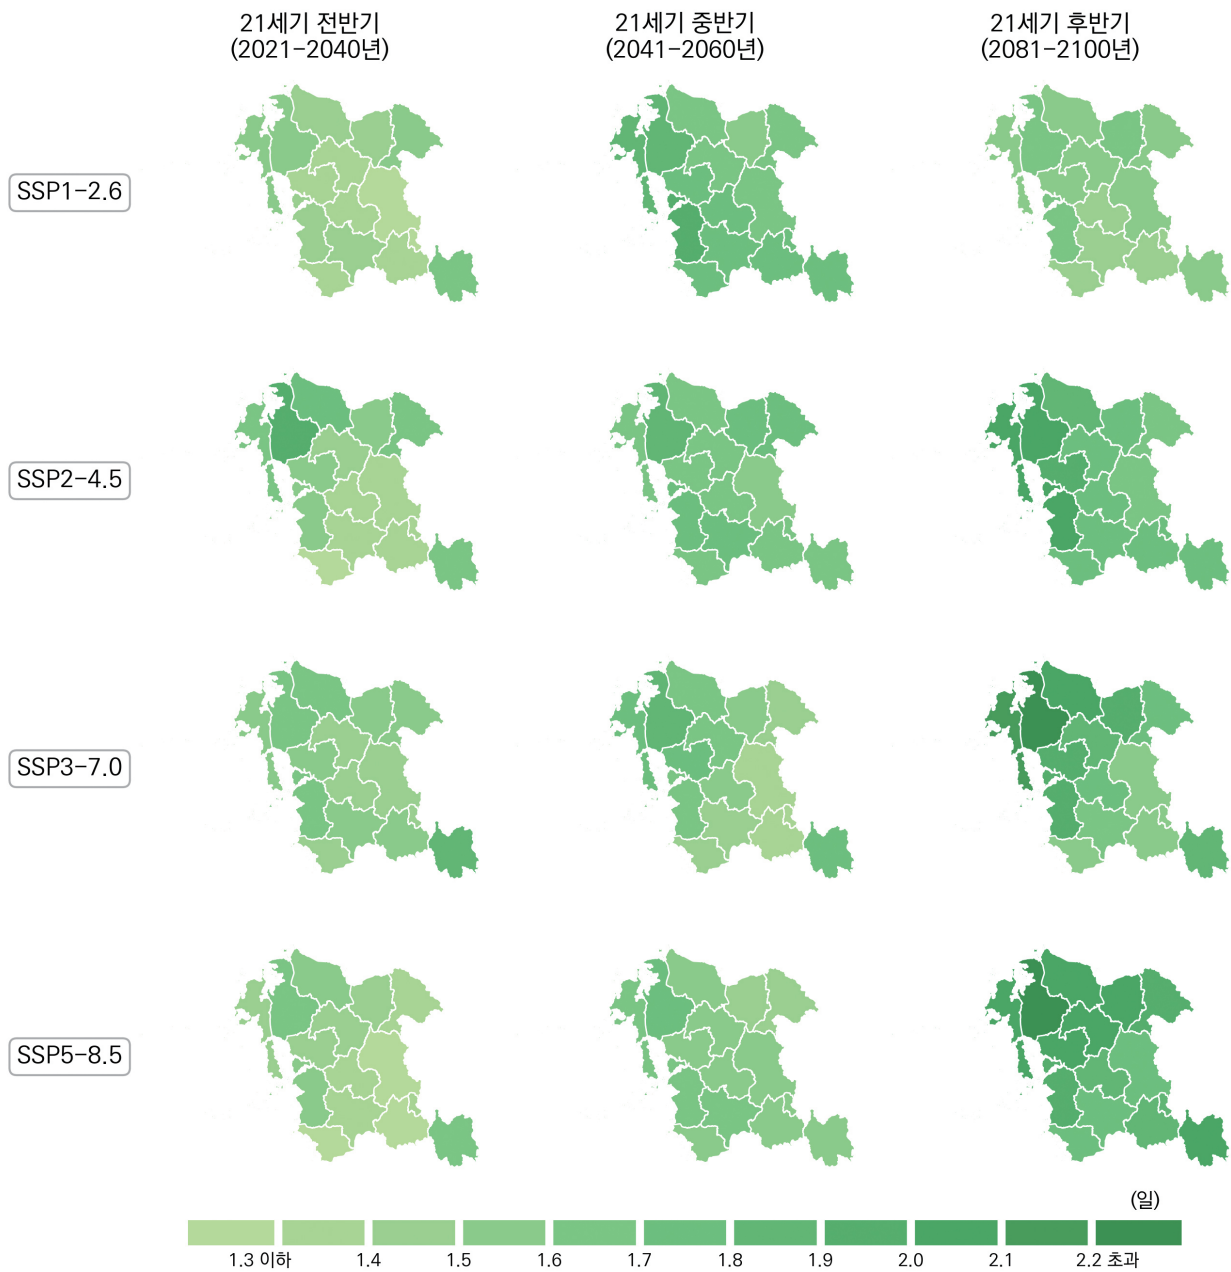 21세기 전반기
(2021-2040년)
21세기 중반기
(2041-2060년)
21세기 후반기
(2081-2100년)
SSP1-2.6
SSP2-4.5
SSP3-7.0
SSP5-8.5
(일)
1.3 이하
1.4
1.5
1.6
1.7
1.8
1.9
2.0
2.1
2.2 초과